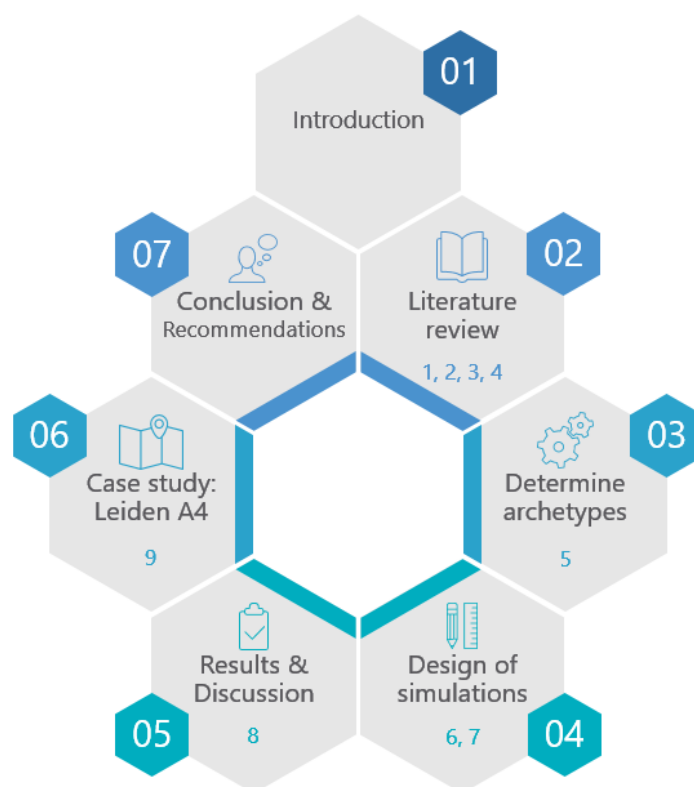 01
Introduction
02
Literature
review
1, 2, 3, 4
03
Determine
archetypes
5
04
Design of
simulations
6, 7
05
Results &
Discussion
8
06
Case study:
Leiden A4
9
07
Conclusion &
Recommendations